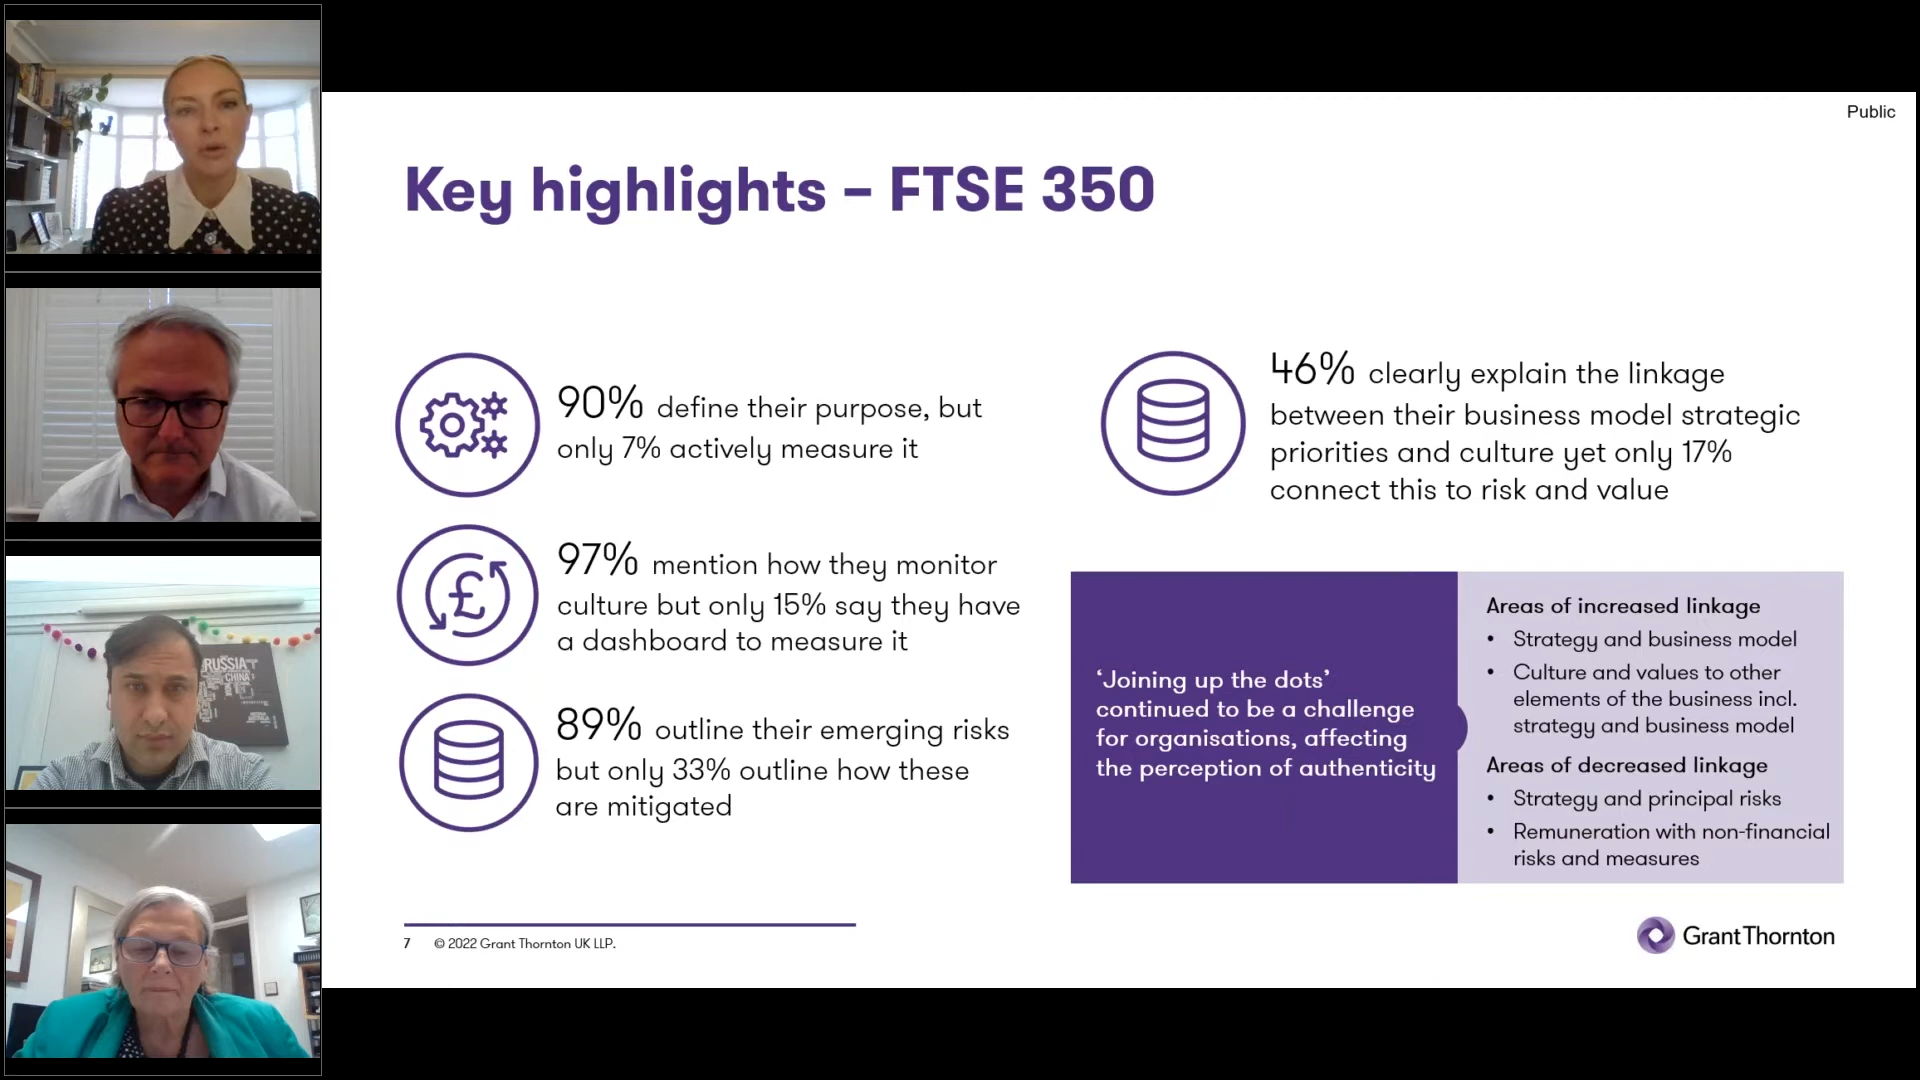 Public
Key highlights – FTSE 350
90% define their purpose, but
only 7% actively measure it
97% mention how they monitor
culture but only 15% say they have
a dashboard to measure it
89% outline their emerging risks
but only 33% outline how these
are mitigated
46% clearly explain the linkage
between their business model strategic
priorities and culture yet only 17%
connect this to risk and value
‘Joining up the dots’
continued to be a challenge
for organisations, affecting
the perception of authenticity
Areas of increased linkage
• Strategy and business model
• Culture and values to other
elements of the business incl.
strategy and business model
Areas of decreased linkage
• Strategy and principal risks
• Remuneration with non-financial
risks and measures
7 © 2022 Grant Thornton UK LLP.
GrantThornton
RUSSIA
CHINA